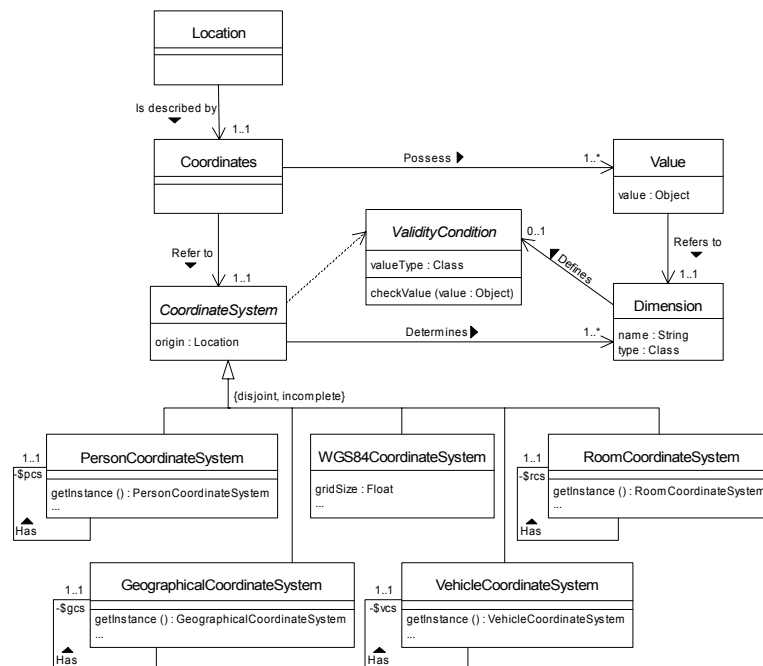 Location
Is described by
1..1
Coordinates
Possess
1..*
Value
value : Object
ValidityCondition
valueType : Class
checkValue (value : Object)
0..1
Defines
Refer to
1..1
Refers to
1..1
CoordinateSystem
origin : Location
Determines
1..*
Dimension
name : String
type : Class
{disjoint, incomplete}
1..1
-$pcs
PersonCoordinateSystem
getInstance () : PersonCoordinateSystem
...
Has
WGS84CoordinateSystem
gridSize : Float
...
1..1
-$rcs
RoomCoordinateSystem
getInstance () : RoomCoordinateSystem
...
Has
1..1
-$gcs
GeographicalCoordinateSystem
getInstance () : GeographicalCoordinateSystem
...
Has
1..1
-$vcs
VehicleCoordinateSystem
getInstance () : VehicleCoordinateSystem
...
Has